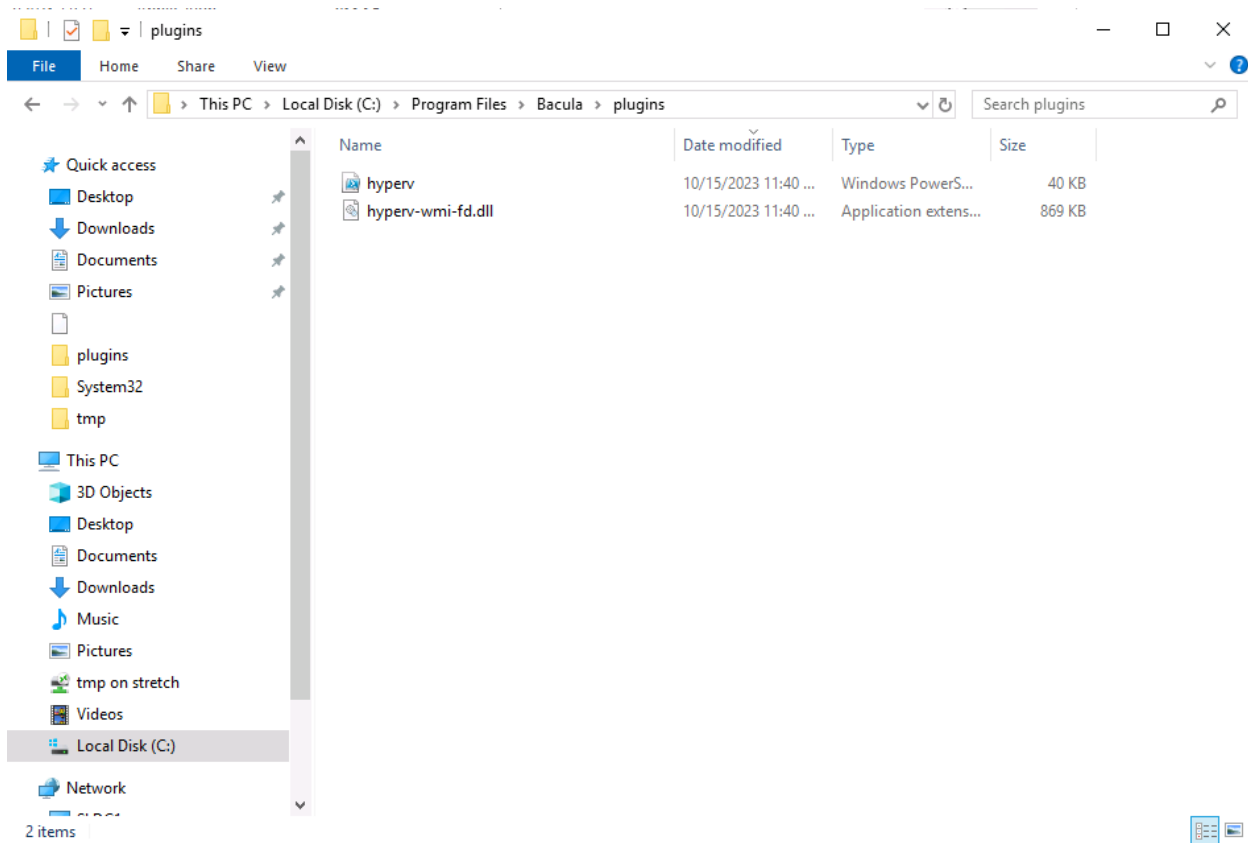 plugins
File Home Share View
This PC > Local Disk (C:) > Program Files > Bacula > plugins
Search plugins
Name Date modified Type Size
hyperv 10/15/2023 11:40 ... Windows PowerS... 40 KB
hyperv-wmi-fd.dll 10/15/2023 11:40 ... Application extens... 869 KB
Quick access
Desktop
Downloads
Documents
Pictures
plugins
System32
tmp
This PC
3D Objects
Desktop
Documents
Downloads
Music
Pictures
tmp on stretch
Videos
Local Disk (C:)
Network
2 items